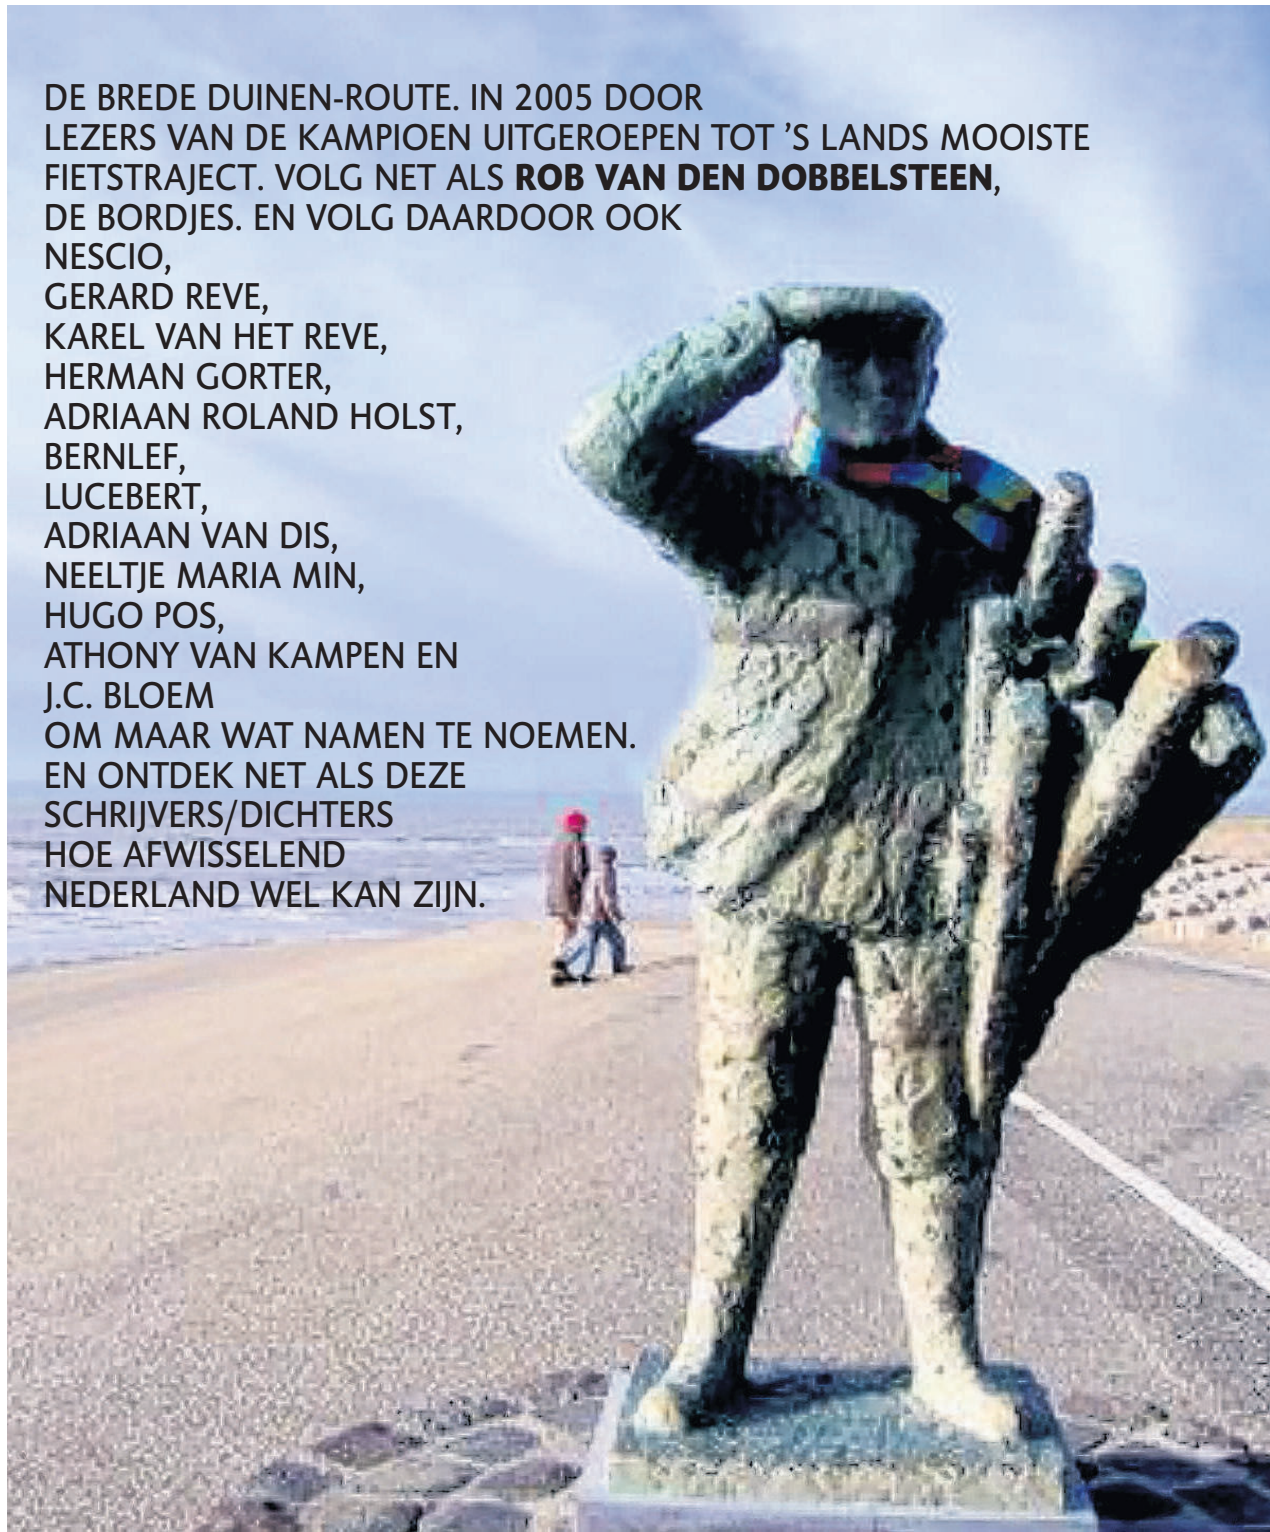 DE BREDE DUINEN-ROUTE. IN 2005 DOOR
LEZERS VAN DE KAMPIOEN UITGEROEPEN TOT ’S LANDS MOOISTE
FIETSTRAJECT. VOLG NET ALS ROB VAN DEN DOBBELSTEEN,
DE BORDJES. EN VOLG DAARDOOR OOK
NESCIO,
GERARD REVE,
KAREL VAN HET REVE,
HERMAN GORTER,
ADRIAAN ROLAND HOLST,
BERNLEF,
LUCEBERT,
ADRIAAN VAN DIS,
NEELTJE MARIA MIN,
HUGO POS,
ATHONY VAN KAMPEN EN
J.C. BLOEM
OM MAAR WAT NAMEN TE NOEMEN.
EN ONTDEK NET ALS DEZE
SCHRIJVERS/DICHTERS
HOE AFWISSELEND
NEDERLAND WEL KAN ZIJN.